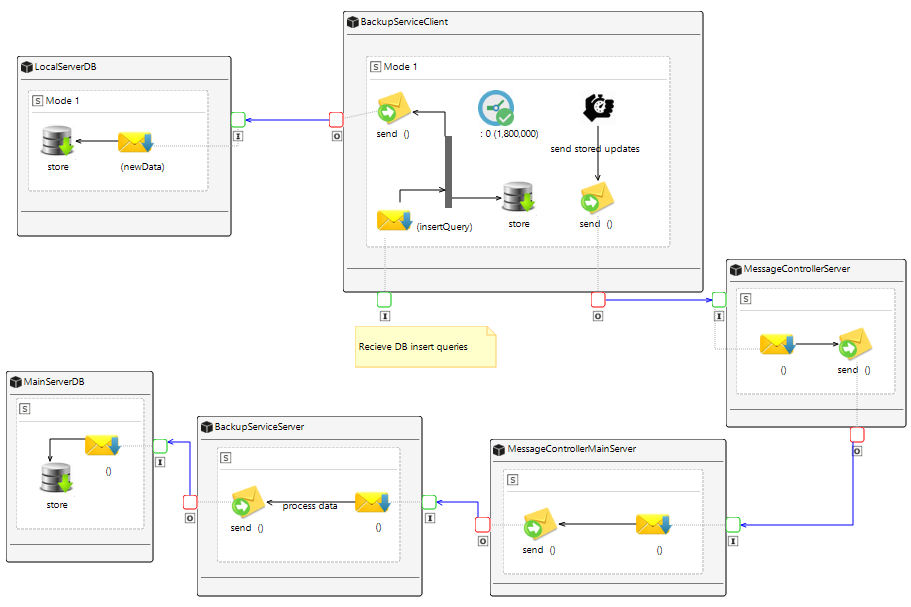 BackupServiceClient
S Mode 1
send ()
: 0 (1,800,000)
send stored updates
(insertQuery)
store
send ()
I
O
O
LocalServerDB
S Mode 1
store
(newData)
I
Recieve DB insert queries
MessageControllerServer
S
I
()
send ()
O
MainServerDB
S
()
store
I
BackupServiceServer
S
process data
send ()
()
O
I
MessageControllerMainServer
S
send ()
()
O
I